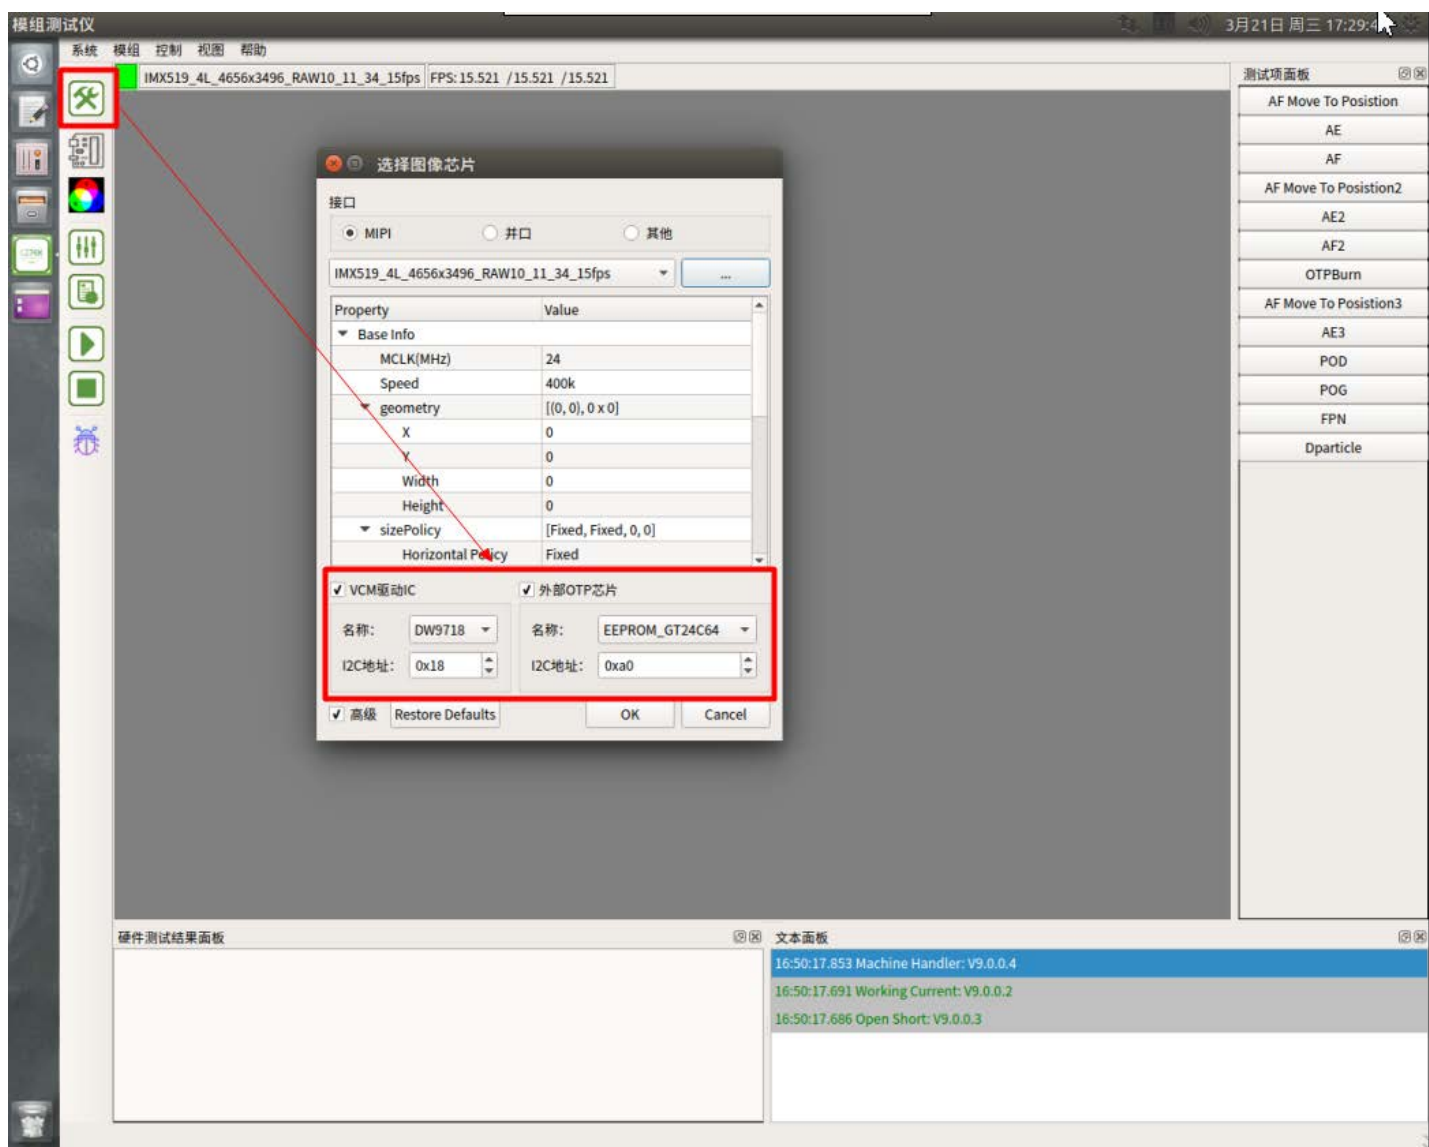 模组测试仪
3月21日 周三 17:29:4
系统 模组 控制 视图 帮助
IMX519_4L_4656x3496_RAW10_11_34_15fps FPS: 15.521 /15.521 /15.521
测试项面板
AF Move To Posistion
AE
AF
AF Move To Posistion2
AE2
AF2
OTPBurn
AF Move To Posistion3
AE3
POD
POG
FPN
Dparticle
选择图像芯片
接口
MIPI 并口 其他
IMX519_4L_4656x3496_RAW10_11_34_15fps ...
Property Value
Base Info
MCLK(MHz) 24
Speed 400k
geometry [(0, 0), 0 x 0]
X 0
Y 0
Width 0
Height 0
sizePolicy [Fixed, Fixed, 0, 0]
Horizontal Policy Fixed
VCM驱动IC 外部OTP芯片
名称: DW9718 名称: EEPROM_GT24C64
I2C地址: 0x18 I2C地址: 0xa0
高级 Restore Defaults OK Cancel
硬件测试结果面板
文本面板
16:50:17.853 Machine Handler: V9.0.0.4
16:50:17.691 Working Current: V9.0.0.2
16:50:17.686 Open Short: V9.0.0.3